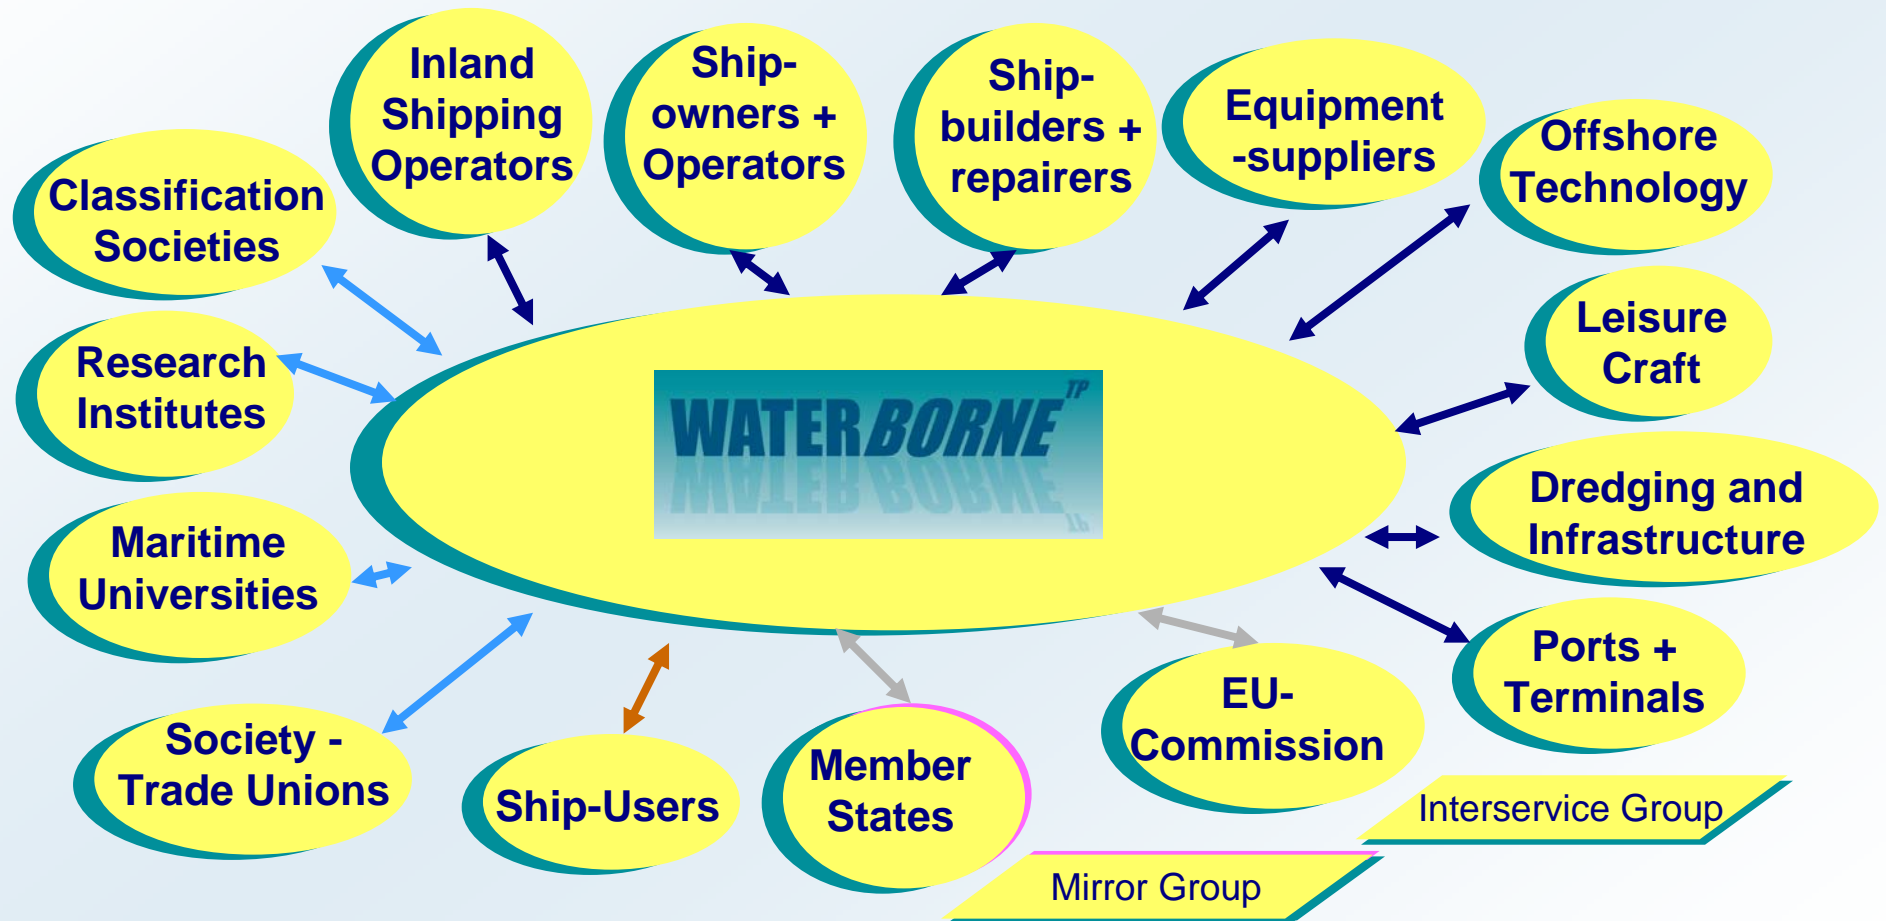 Inland
Shipping
Operators
Ship-
owners +
Operators
Ship-
builders +
repairers
Equipment
-suppliers
Offshore
Technology
Classification
Societies
Leisure
Craft
Research
Institutes
WATERBORNE TP
Dredging and
Infrastructure
Maritime
Universities
Ports +
Terminals
EU-
Commission
Society -
Trade Unions
Ship-Users
Member
States
Interservice Group
Mirror Group